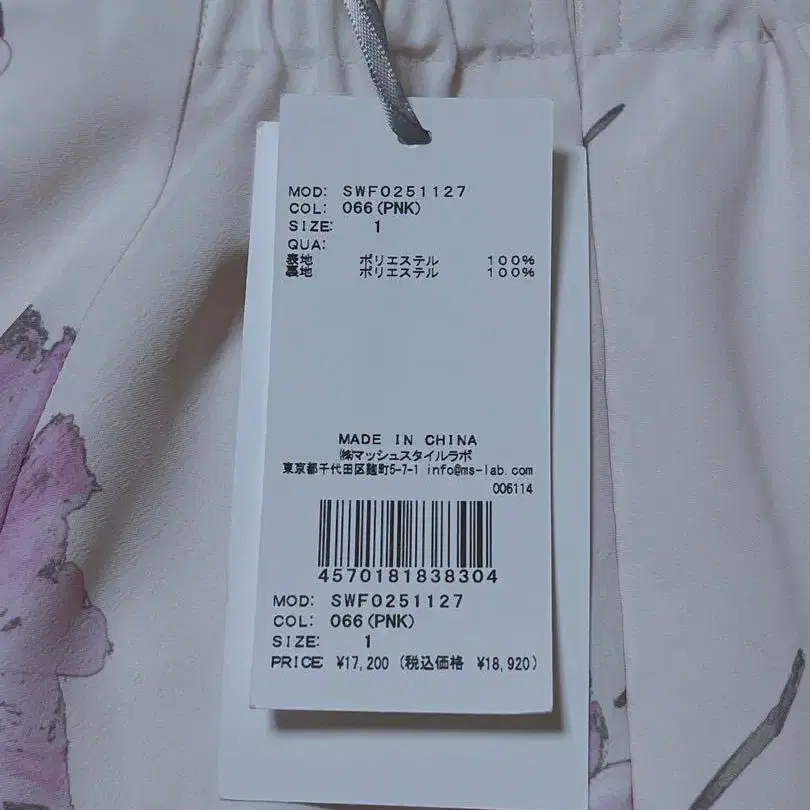 MOD: SWF0251127
COL: 066(PNK)
SIZE: 1
QUA:
表地 ポリエステル 100%
裏地 ポリエステル 100%
MADE IN CHINA
㈱マッシュスタイルラボ
東京都千代田区麹町5-7-1 info@ms-lab.com
006114
4570181838304
MOD: SWF0251127
COL: 066(PNK)
SIZE: 1
PRICE ¥17,200 (税込価格 ¥18,920)